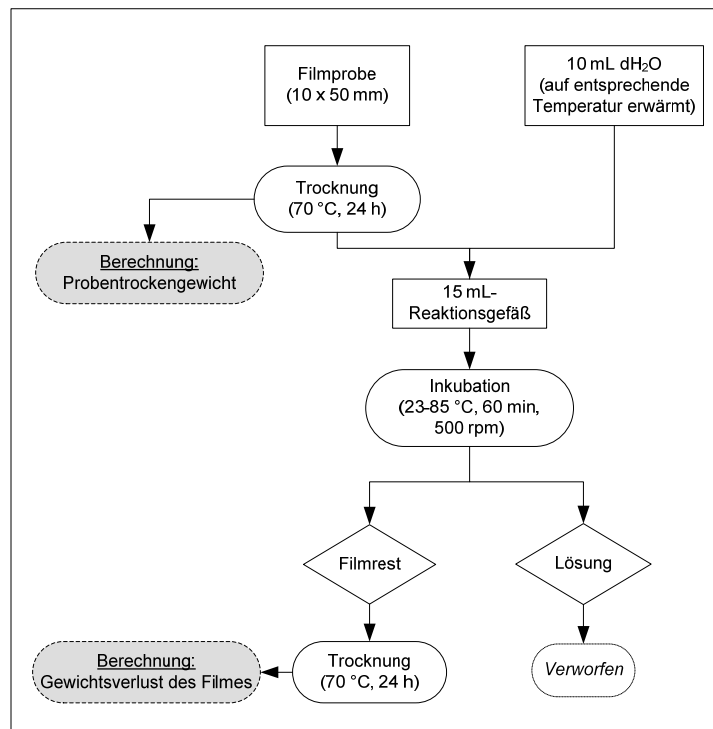 Filmprobe
(10 x 50 mm)
10 mL dH₂O
(auf entsprechende
Temperatur erwärmt)
Trocknung
(70 °C, 24 h)
Berechnung:
Probentrockengewicht
15 mL-
Reaktionsgefäß
Inkubation
(23-85 °C, 60 min,
500 rpm)
Filmrest
Lösung
Berechnung:
Gewichtsverlust des Filmes
Trocknung
(70 °C, 24 h)
Verworfen